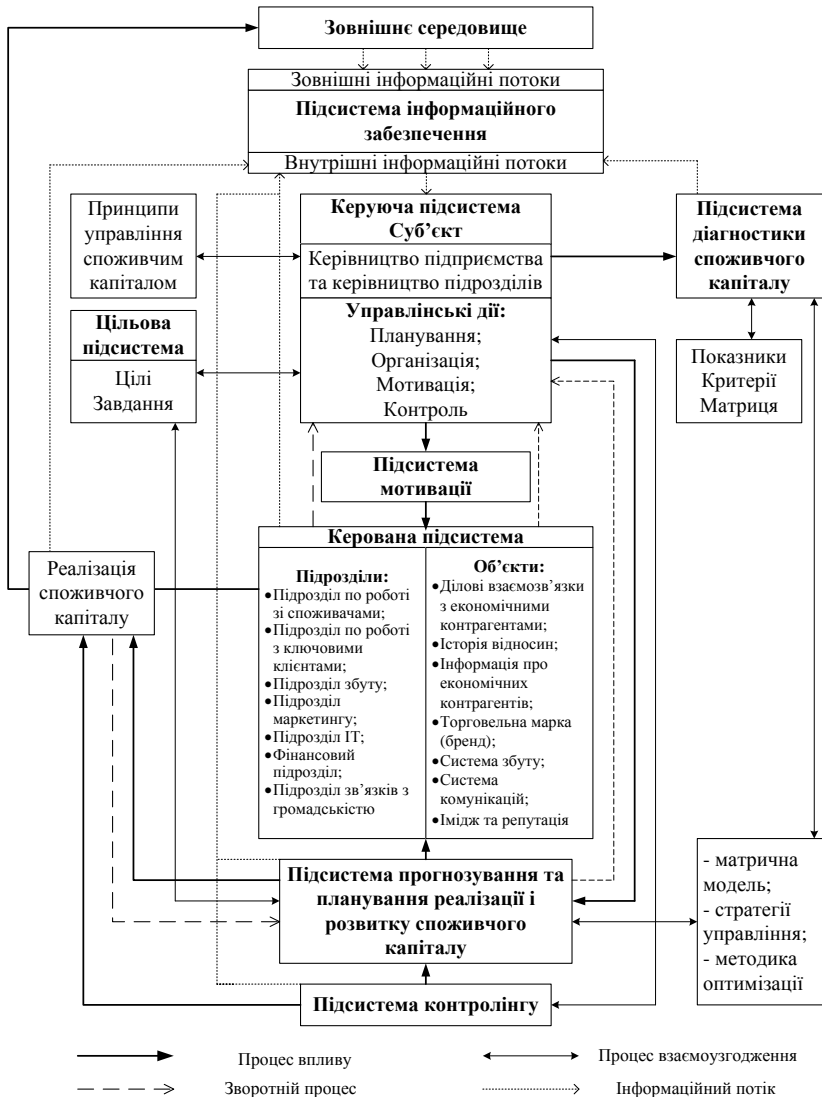 Зовнішнє середовище
Зовнішні інформаційні потоки
Підсистема інформаційного
забезпечення
Внутрішні інформаційні потоки
Принципи
управління
споживчим
капіталом
Керуюча підсистема
Суб’єкт
Керівництво підприємства
та керівництво підрозділів
Підсистема
діагностики
споживчого
капіталу
Цільова
підсистема
Цілі
Завдання
Управлінські дії:
Планування;
Організація;
Мотивація;
Контроль
Показники
Критерії
Матриця
Підсистема
мотивації
Керована підсистема
Реалізація
споживчого
капіталу
Підрозділи:
•Підрозділ по роботі
зі споживачами;
•Підрозділ по роботі
з ключовими
клієнтами;
•Підрозділ збуту;
•Підрозділ
маркетингу;
•Підрозділ ІТ;
•Фінансовий
підрозділ;
•Підрозділ зв’язків з
громадськістю
Об’єкти:
•Ділові взаємозв’язки
з економічними
контрагентами;
•Історія відносин;
•Інформація про
економічних
контрагентів;
•Торговельна марка
(бренд);
•Система збуту;
•Система
комунікацій;
•Імідж та репутація
Підсистема прогнозування та
планування реалізації і
розвитку споживчого
капіталу
- матрична
модель;
- стратегії
управління;
- методика
оптимізації
Підсистема контролінгу
Процес впливу
Процес взаємоузгодження
Зворотній процес
Інформаційний потік